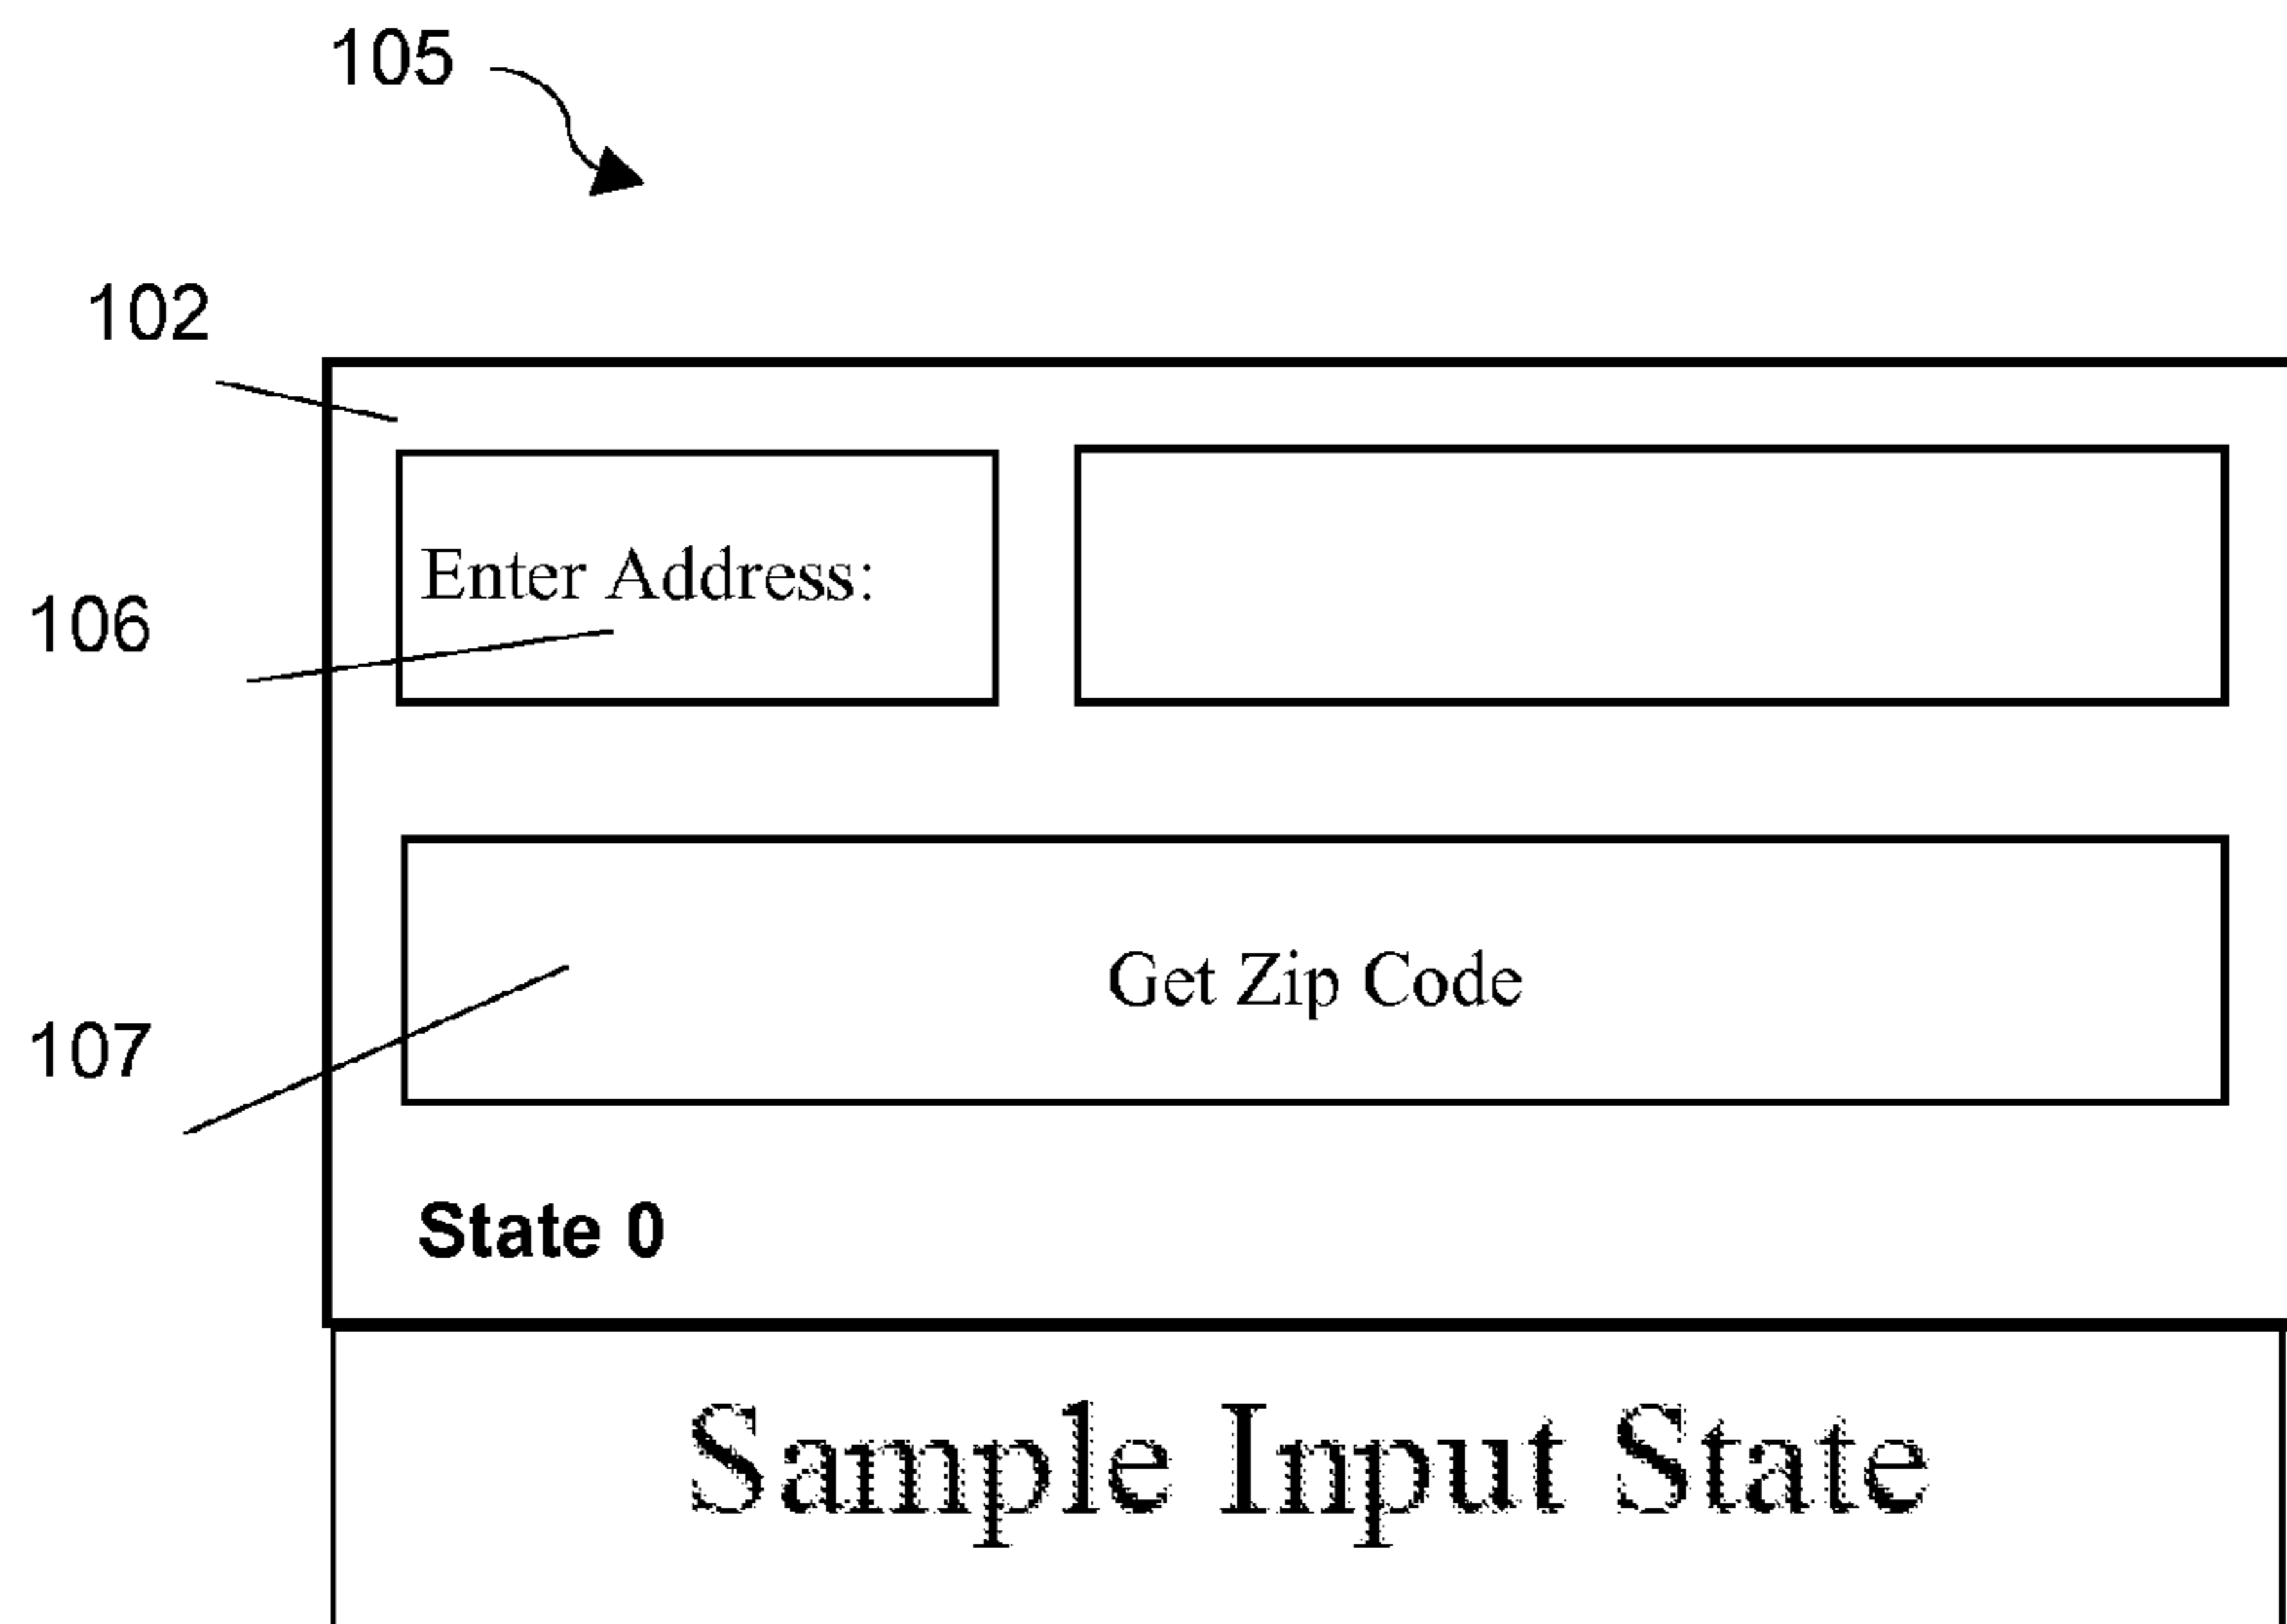 105
102
Enter Address:
106
Get Zip Code
107
State 0
Sample Input State